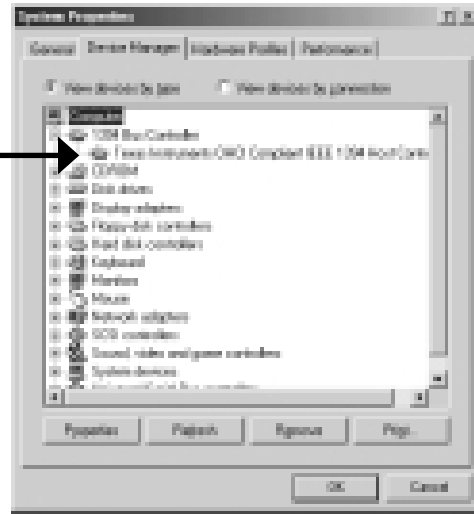 System Properties
General Device Manager Hardware Profiles Performance
View devices by type View devices by connection
Computer
1394 Bus Controller
Texas Instruments OHCI Compliant IEEE 1394 Host Contr
CDROM
Disk drives
Display adapters
Floppy disk controllers
Hard disk controllers
Keyboard
Monitors
Mouse
Network adapters
SCSI controllers
Sound, video and game controllers
System devices
Properties Refresh Remove Print...
OK Cancel